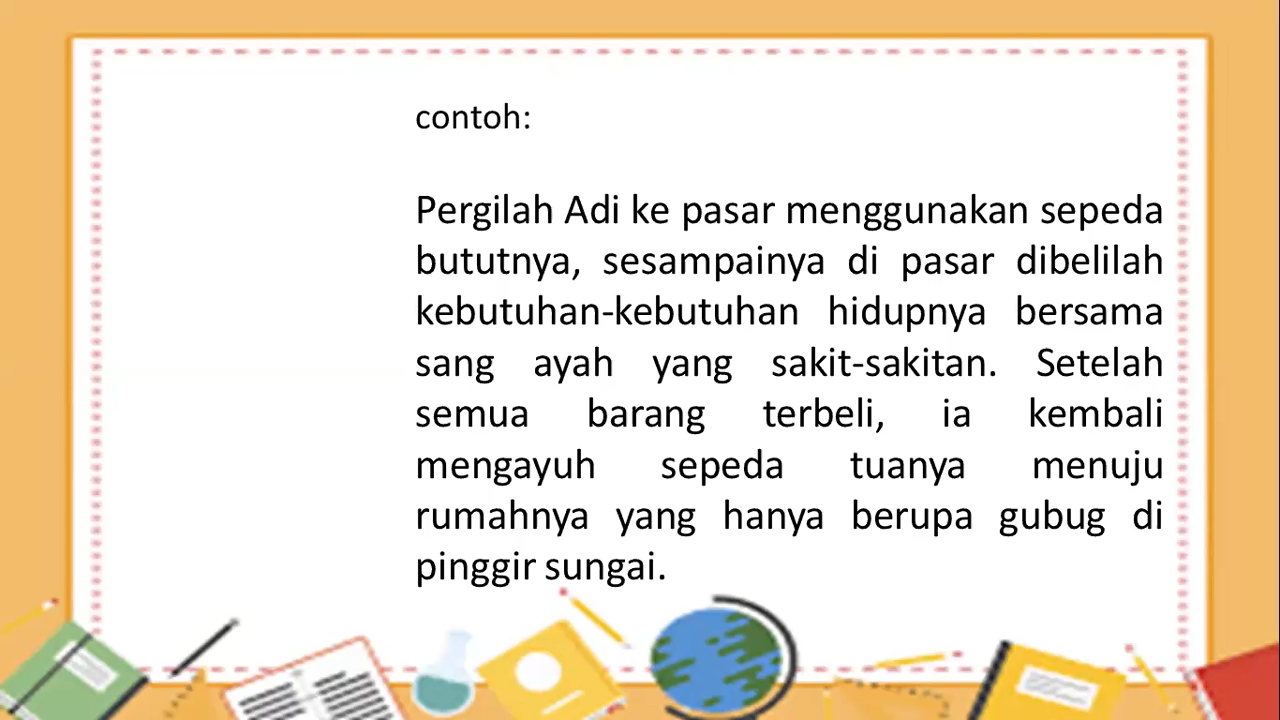 contoh:
Pergilah Adi ke pasar menggunakan sepeda
bututnya, sesampainya di pasar dibelilah
kebutuhan-kebutuhan hidupnya bersama
sang ayah yang sakit-sakitan. Setelah
semua barang terbeli, ia kembali
mengayuh sepeda tuanya menuju
rumahnya yang hanya berupa gubug di
pinggir sungai.